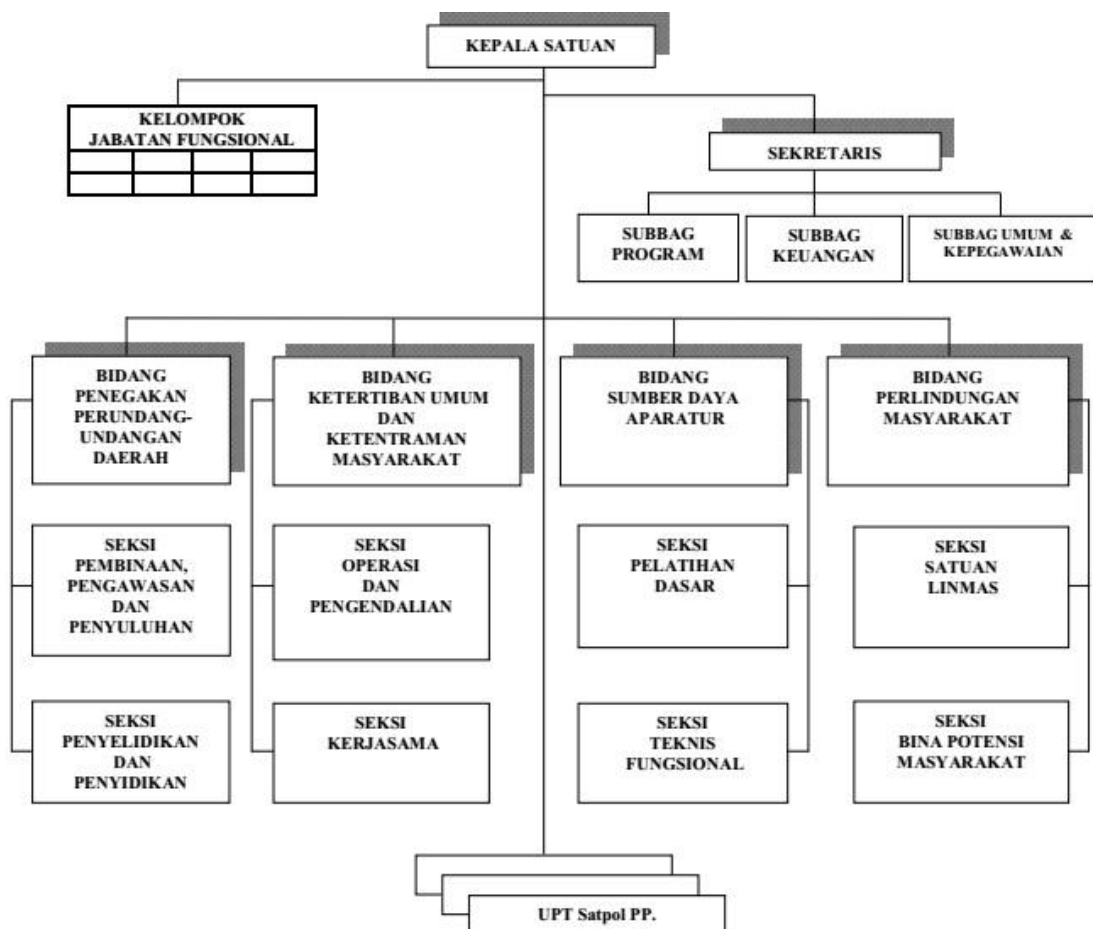 KEPALA SATUAN
KELOMPOK
JABATAN FUNGSIONAL
SEKRETARIS
SUBBAG
PROGRAM
SUBBAG
KEUANGAN
SUBBAG UMUM &
KEPEGAWAIAN
BIDANG
PENEGAKAN
PERUNDANG-
UNDANGAN
DAERAH
BIDANG
KETERTIBAN UMUM
DAN
KETENTRAMAN
MASYARAKAT
BIDANG
SUMBER DAYA
APARATUR
BIDANG
PERLINDUNGAN
MASYARAKAT
SEKSI
PEMBINAAN,
PENGAWASAN
DAN
PENYULUHAN
SEKSI
OPERASI
DAN
PENGENDALIAN
SEKSI
PELATIHAN
DASAR
SEKSI
SATUAN
LINMAS
SEKSI
PENYELIDIKAN
DAN
PENYIDIKAN
SEKSI
KERJASAMA
SEKSI
TEKNIS
FUNGSIONAL
SEKSI
BINA POTENSI
MASYARAKAT
UPT Satpol PP.